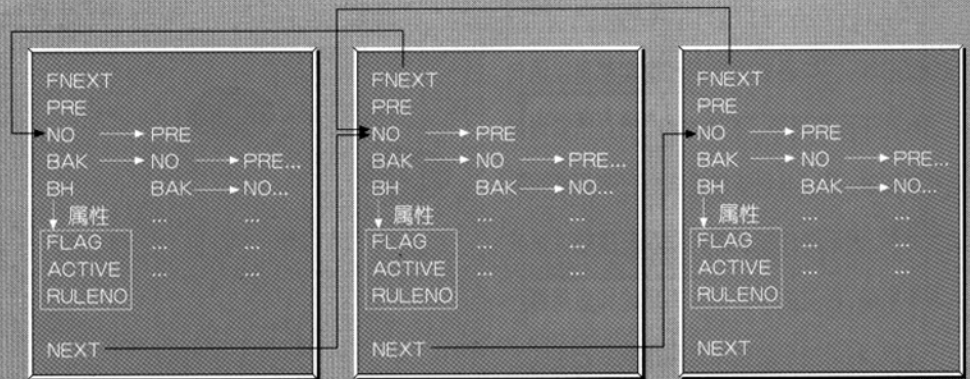 FNEXT
PRE
NO PRE
BAK NO PRE...
BH BAK NO...
属性 ... ...
FLAG ... ...
ACTIVE ... ...
RULENO
NEXT
FNEXT
PRE
NO PRE
BAK NO PRE...
BH BAK NO...
属性 ... ...
FLAG ... ...
ACTIVE ... ...
RULENO
NEXT
FNEXT
PRE
NO PRE
BAK NO PRE...
BH BAK NO...
属性 ... ...
FLAG ... ...
ACTIVE ... ...
RULENO
NEXT